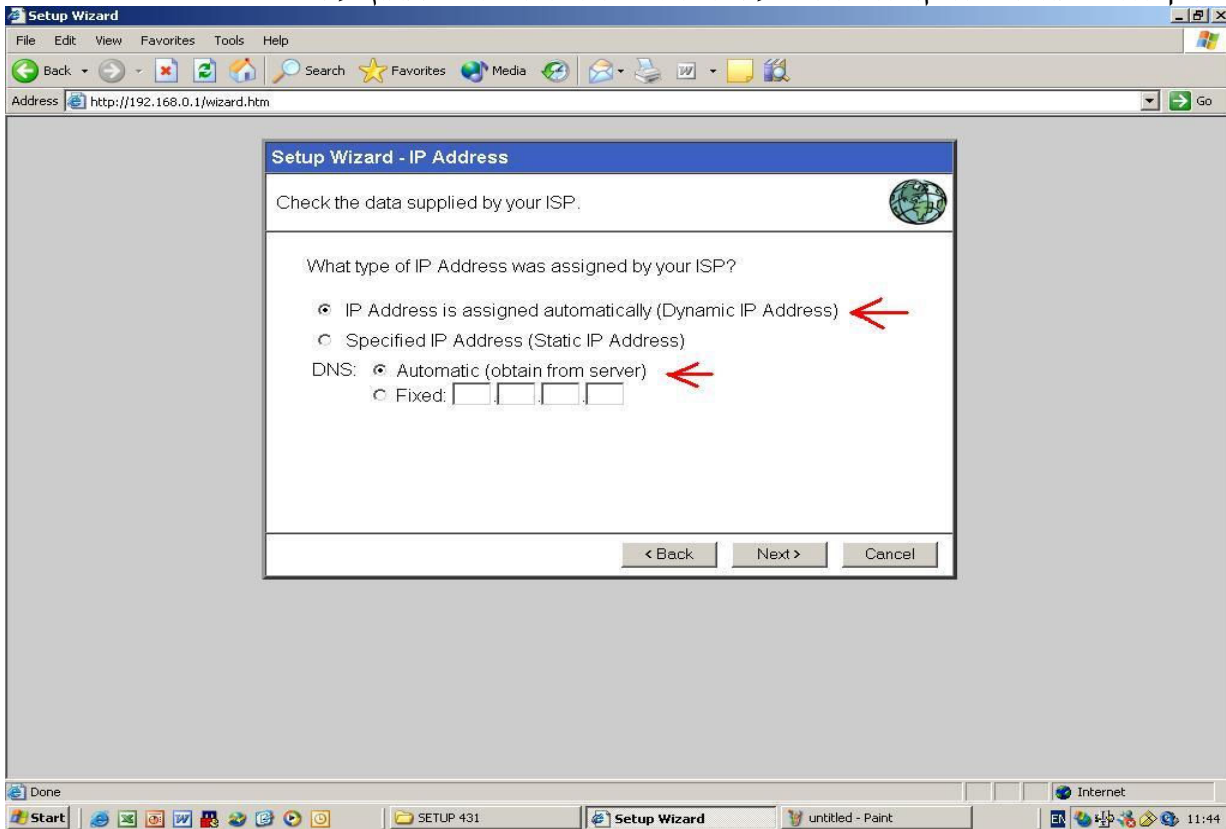 Setup Wizard
File Edit View Favorites Tools Help
Back Search Favorites Media
Address http://192.168.0.1/wizard.htm Go
Setup Wizard - IP Address
Check the data supplied by your ISP.
What type of IP Address was assigned by your ISP?
IP Address is assigned automatically (Dynamic IP Address)
Specified IP Address (Static IP Address)
DNS: Automatic (obtain from server)
Fixed: . . .
< Back Next > Cancel
Done Internet
Start SETUP 431 Setup Wizard untitled - Paint EN 11:44